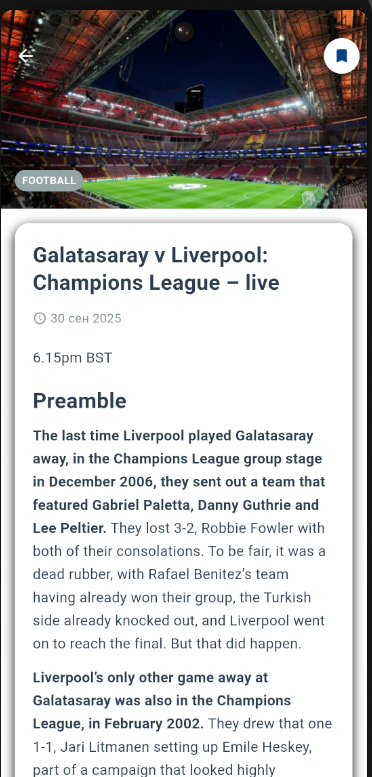 FOOTBALL
Galatasaray v Liverpool:
Champions League – live
30 сен 2025
6.15pm BST
Preamble
The last time Liverpool played Galatasaray
away, in the Champions League group stage
in December 2006, they sent out a team that
featured Gabriel Paletta, Danny Guthrie and
Lee Peltier. They lost 3-2, Robbie Fowler with
both of their consolations. To be fair, it was a
dead rubber, with Rafael Benitez’s team
having already won their group, the Turkish
side already knocked out, and Liverpool went
on to reach the final. But that did happen.
Liverpool’s only other game away at
Galatasaray was also in the Champions
League, in February 2002. They drew that one
1-1, Jari Litmanen setting up Emile Heskey,
part of a campaign that looked highly